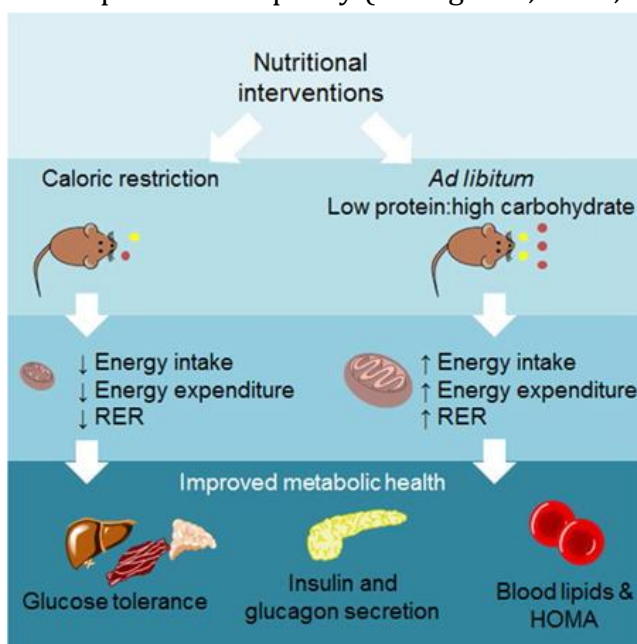 Nutritional
interventions
Caloric restriction
Ad libitum
Low protein:high carbohydrate
↓ Energy intake
↓ Energy expenditure
↓ RER
↑ Energy intake
↑ Energy expenditure
↑ RER
Improved metabolic health
Glucose tolerance
Insulin and
glucagon secretion
Blood lipids &
HOMA